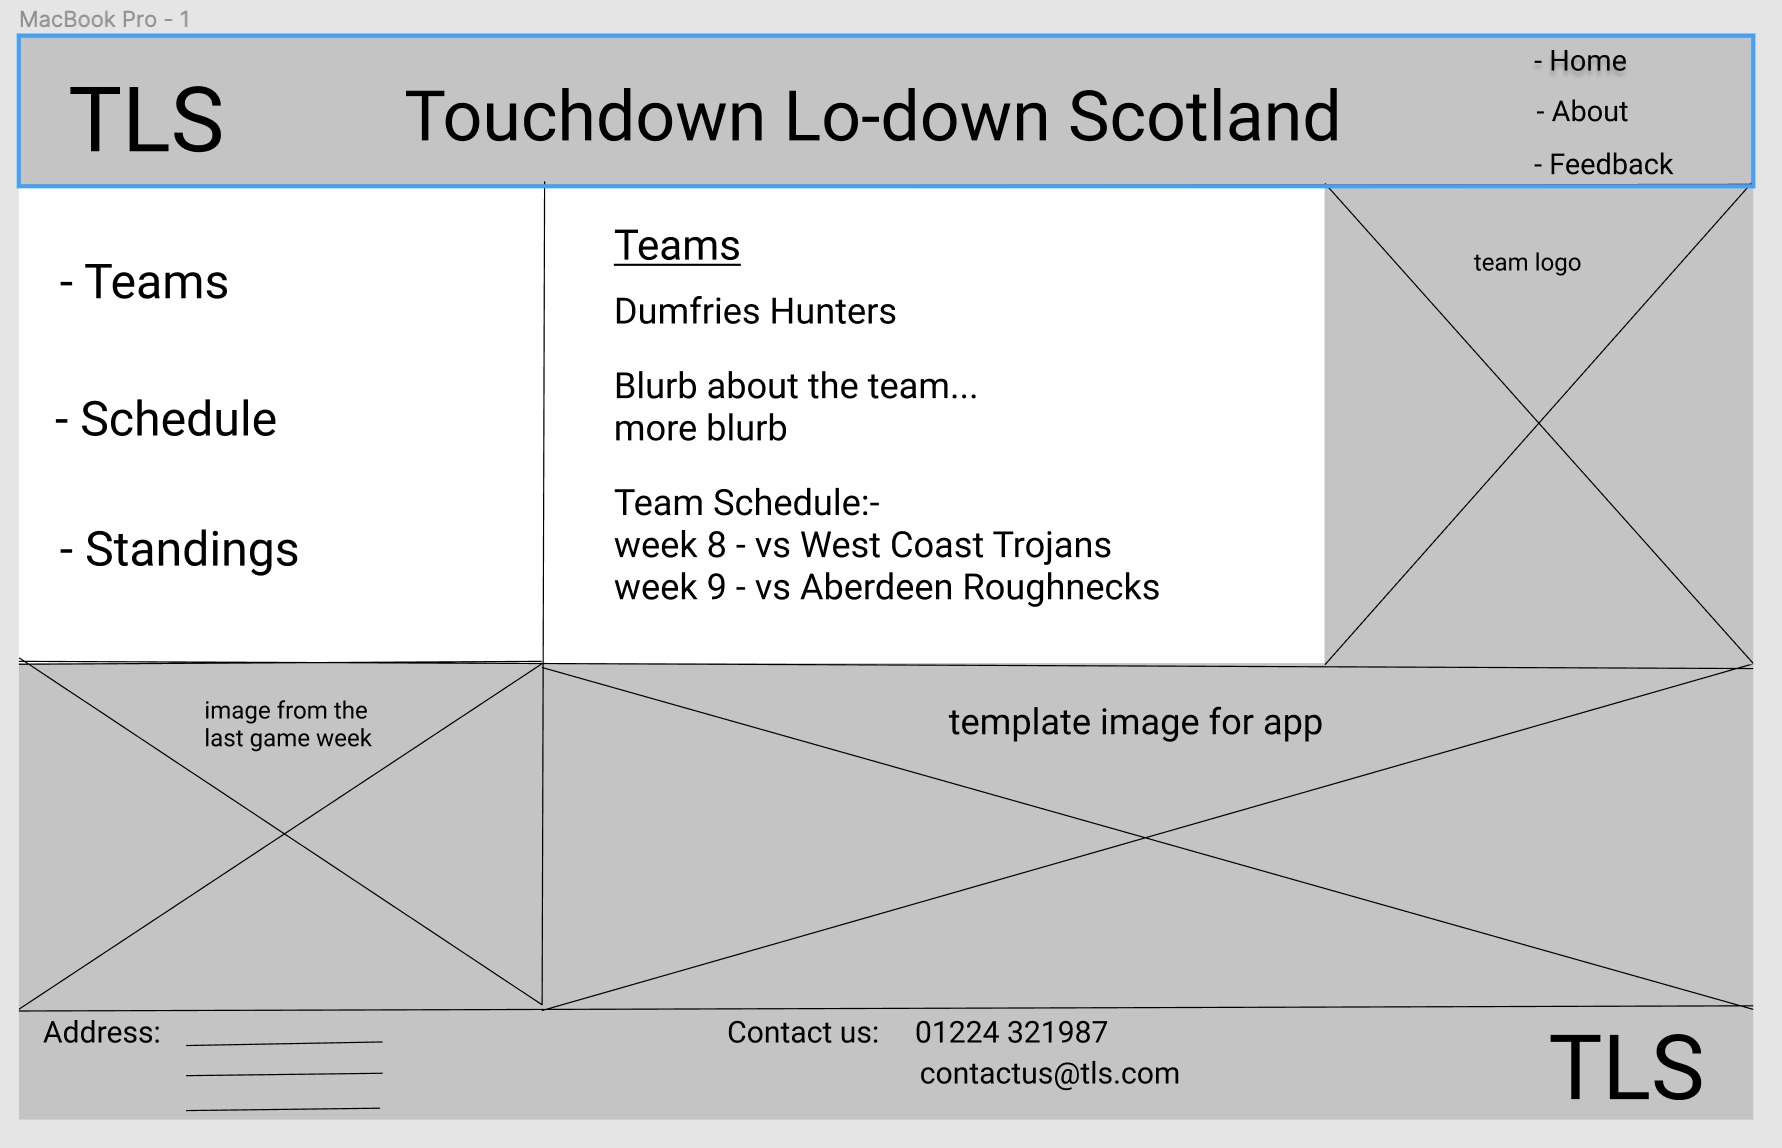 MacBook Pro - 1
TLS
Touchdown Lo-down Scotland
- Home
- About
- Feedback
- Teams
- Schedule
- Standings
Teams
Dumfries Hunters
Blurb about the team...
more blurb
Team Schedule:-
week 8 - vs West Coast Trojans
week 9 - vs Aberdeen Roughnecks
team logo
image from the
last game week
template image for app
Address:
Contact us: 01224 321987
contactus@tls.com
TLS